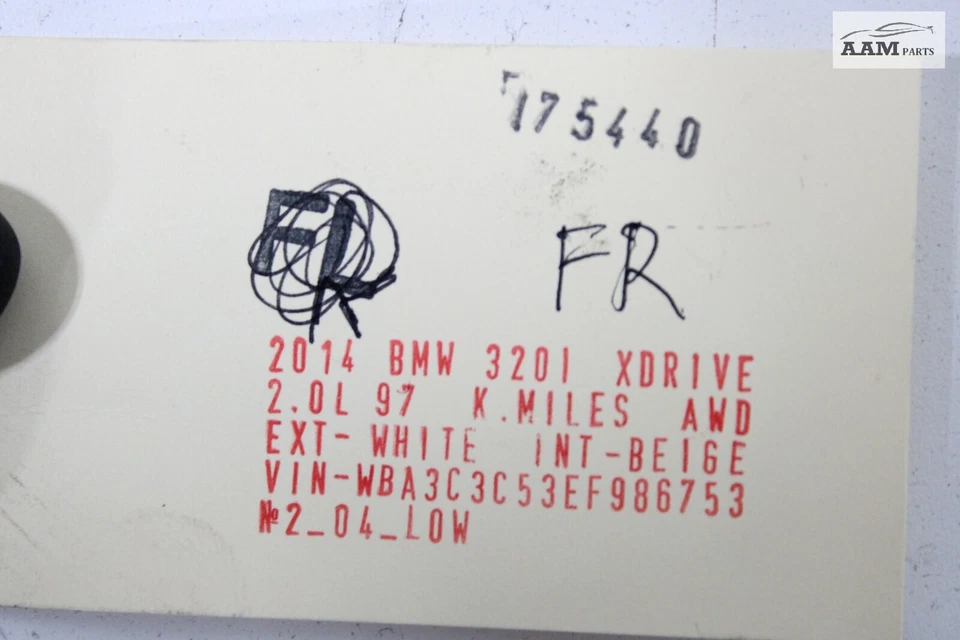 AAM PARTS
175440
FR
2014 BMW 320I XDRIVE
2.0L 97 K.MILES AWD
EXT- WHITE INT-BEIGE
VIN-WBA3C3C53EF986753
№2_04_LOW